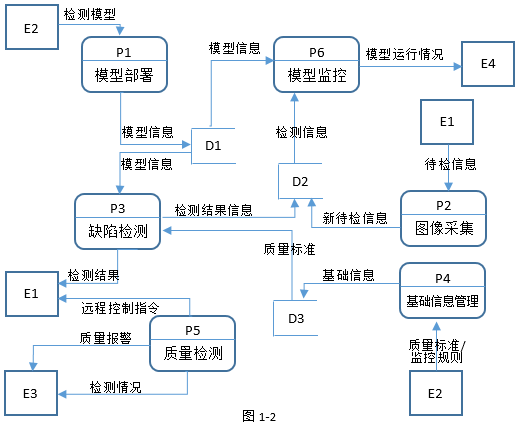 E2
检测模型
P1
模型部署
模型信息
P6
模型监控
模型运行情况
E4
模型信息
D1
检测信息
E1
模型信息
待检信息
D2
P3
缺陷检测
检测结果信息
新待检信息
P2
图像采集
质量标准
检测结果
E1
远程控制指令
基础信息
P4
基础信息管理
D3
P5
质量检测
质量报警
质量标准/
监控规则
E3
检测情况
E2
图 1-2